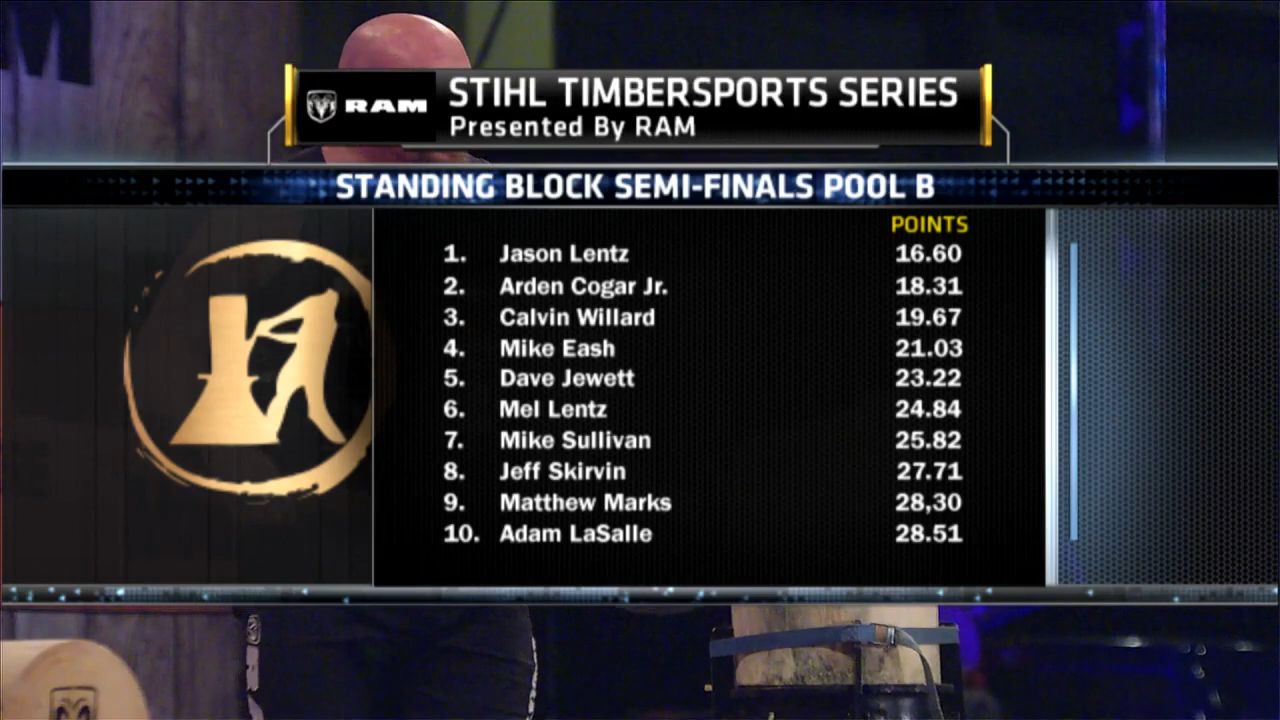 RAM
STIHL TIMBERSPORTS SERIES
Presented By RAM
STANDING BLOCK SEMI-FINALS POOL B
POINTS
1. Jason Lentz 16.60
2. Arden Cogar Jr. 18.31
3. Calvin Willard 19.67
4. Mike Eash 21.03
5. Dave Jewett 23.22
6. Mel Lentz 24.84
7. Mike Sullivan 25.82
8. Jeff Skirvin 27.71
9. Matthew Marks 28,30
10. Adam LaSalle 28.51